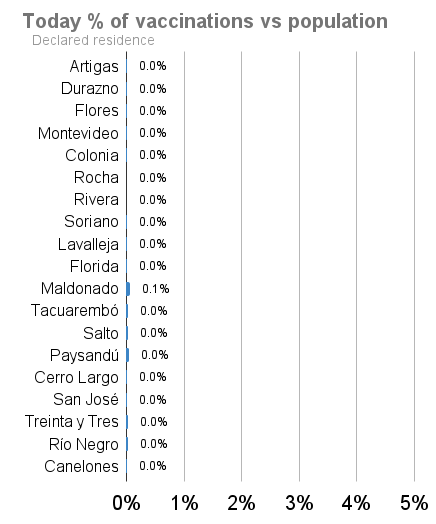 Today % of vaccinations vs population
Declared residence
Artigas 0.0%
Durazno 0.0%
Flores 0.0%
Montevideo 0.0%
Colonia 0.0%
Rocha 0.0%
Rivera 0.0%
Soriano 0.0%
Lavalleja 0.0%
Florida 0.0%
Maldonado 0.1%
Tacuarembó 0.0%
Salto 0.0%
Paysandú 0.0%
Cerro Largo 0.0%
San José 0.0%
Treinta y Tres 0.0%
Río Negro 0.0%
Canelones 0.0%
0% 1% 2% 3% 4% 5%